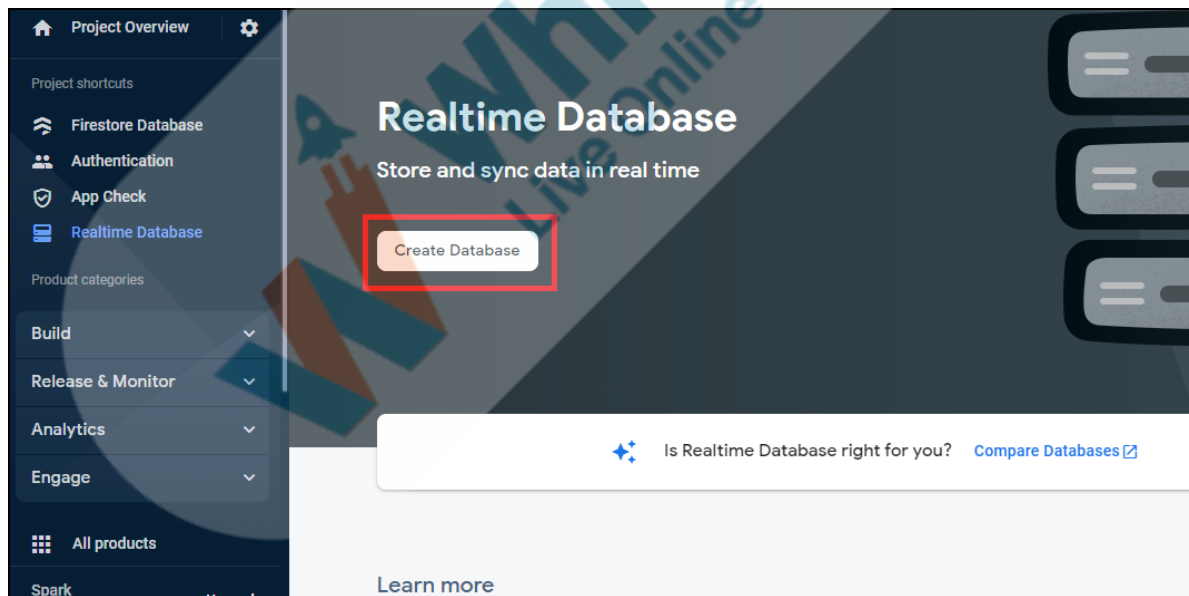 Project Overview
Project shortcuts
Firestore Database
Authentication
App Check
Realtime Database
Product categories
Build
Release & Monitor
Analytics
Engage
All products
Spark
Realtime Database
Store and sync data in real time
Create Database
Is Realtime Database right for you? Compare Databases
Learn more
Live Online